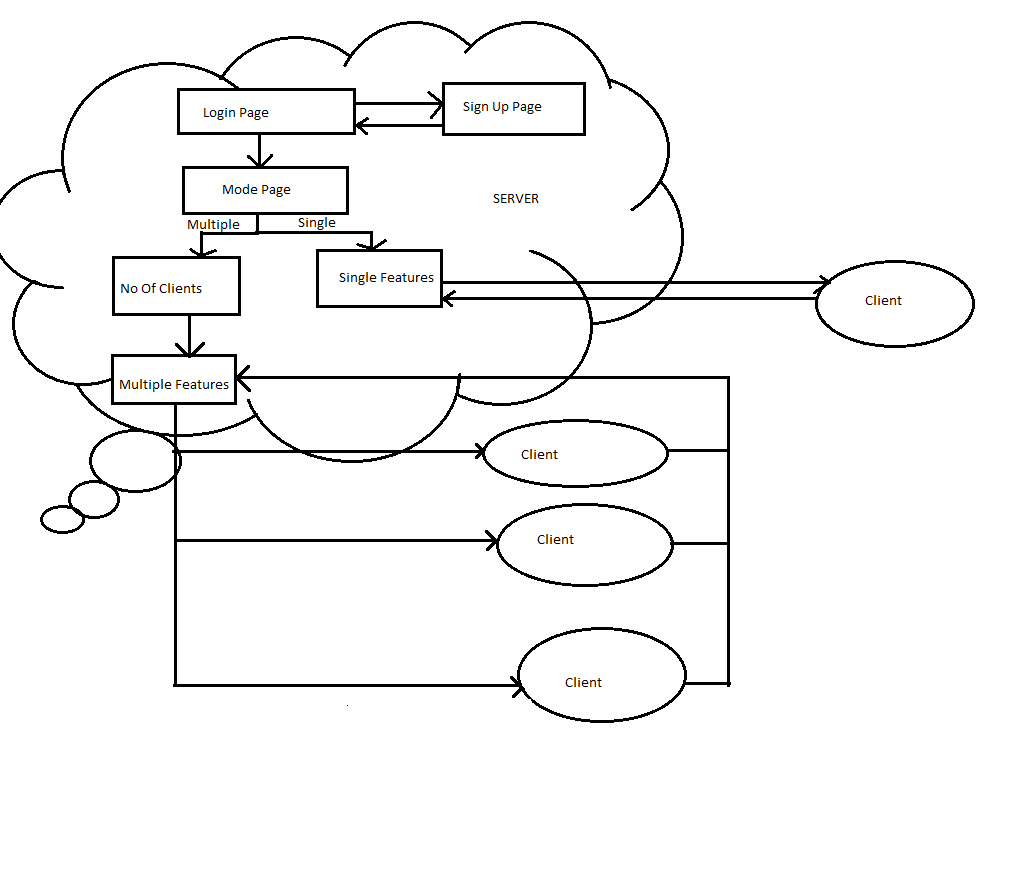 Login Page
Sign Up Page
Mode Page
SERVER
Multiple
Single
No Of Clients
Single Features
Client
Multiple Features
Client
Client
Client